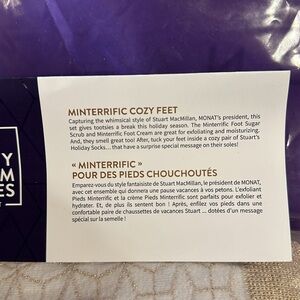 MINTERRIFIC COZY FEET
Capturing the whimsical style of Stuart MacMillan, MONAT's president, this
set gives tootsies a break this holiday season. The Minterrific Foot Sugar
Scrub and Minterrific Foot Cream are great for exfoliating and moisturizing.
And, they smell great too! After, tuck your feet inside a cozy pair of Stuart's
Holiday Socks... that have a surprise special message on their soles!
« MINTERRIFIC »
POUR DES PIEDS CHOUCHOUTÉS
Emparez-vous du style fantaisiste de Stuart MacMillan, le président de MONAT,
avec cet ensemble qui donnera une pause vacances à vos petons. L'exfoliant
Pieds Minterrific et la crème Pieds Minterrific sont parfaits pour exfolier et
hydrater. Et, de plus ils sentent bon ! Après, enfilez vos pieds dans une
confortable paire de chaussettes de vacances Stuart ... dotées d'un message
spécial sur la semelle !
Y
M
ES